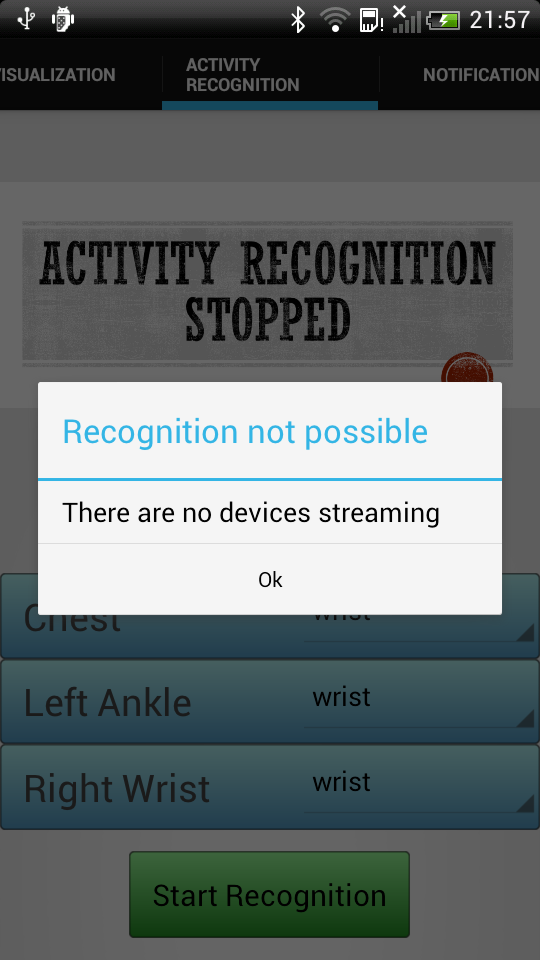 21:57
ISUALIZATION
ACTIVITY
RECOGNITION
NOTIFICATION
ACTIVITY RECOGNITION
STOPPED
Recognition not possible
There are no devices streaming
Ok
Chest wrist
Left Ankle wrist
Right Wrist wrist
Start Recognition